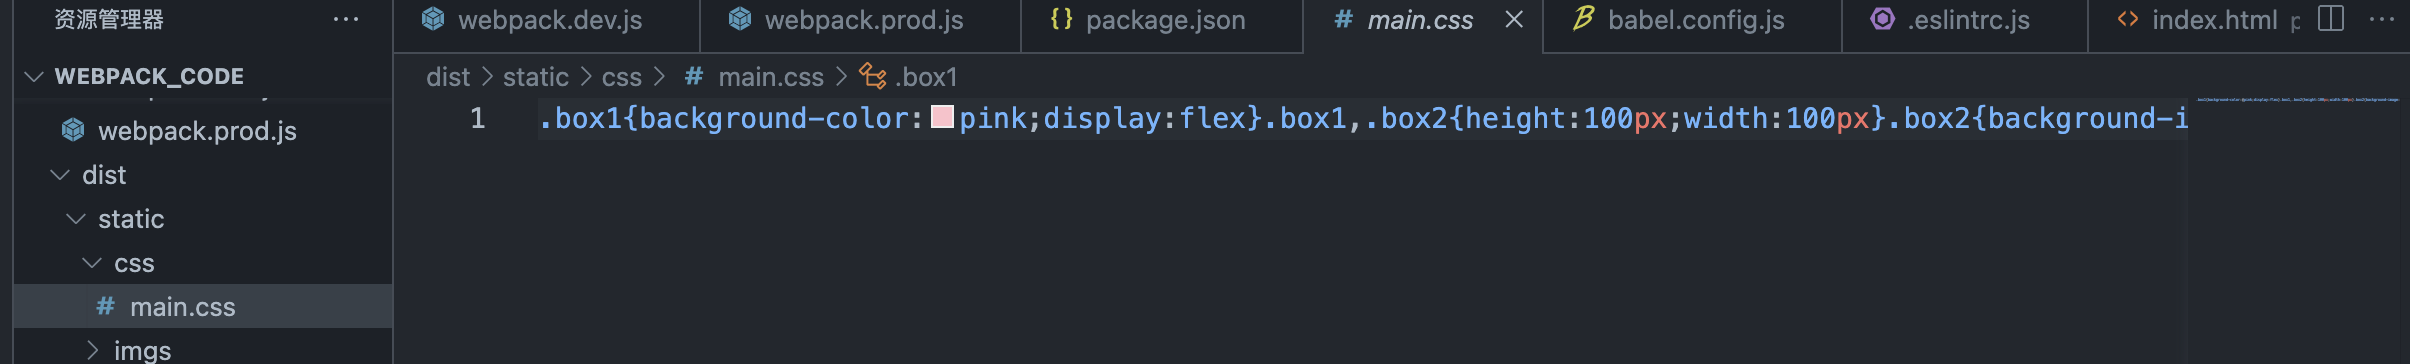 资源管理器 ···
webpack.dev.js webpack.prod.js {} package.json # main.css babel.config.js .eslintrc.js <> index.html p ···
WEBPACK_CODE
dist > static > css > # main.css > .box1
1 .box1{background-color:pink;display:flex}.box1,.box2{height:100px;width:100px}.box2{background-i
webpack.prod.js
dist
static
css
# main.css
imgs